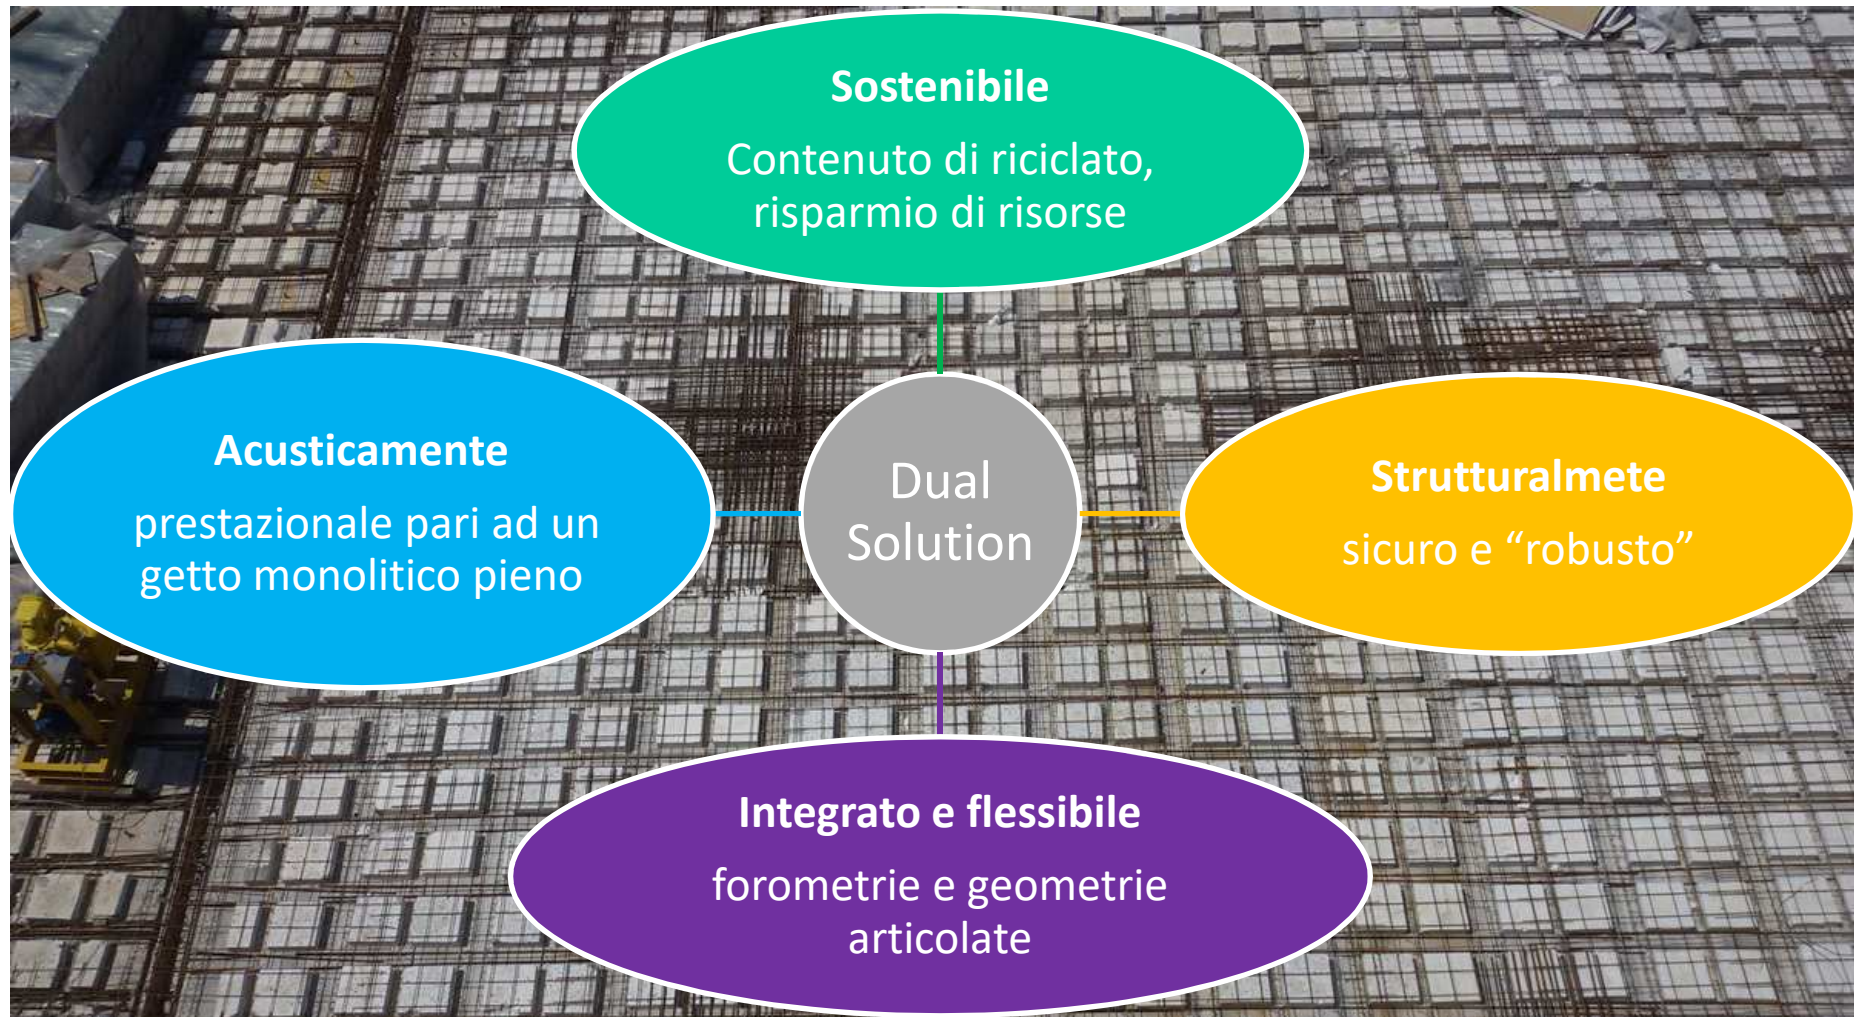 Sostenibile
Contenuto di riciclato,
risparmio di risorse
Acusticamente
prestazionale pari ad un
getto monolitico pieno
Dual
Solution
Strutturalmete
sicuro e “robusto”
Integrato e flessibile
forometrie e geometrie
articolate